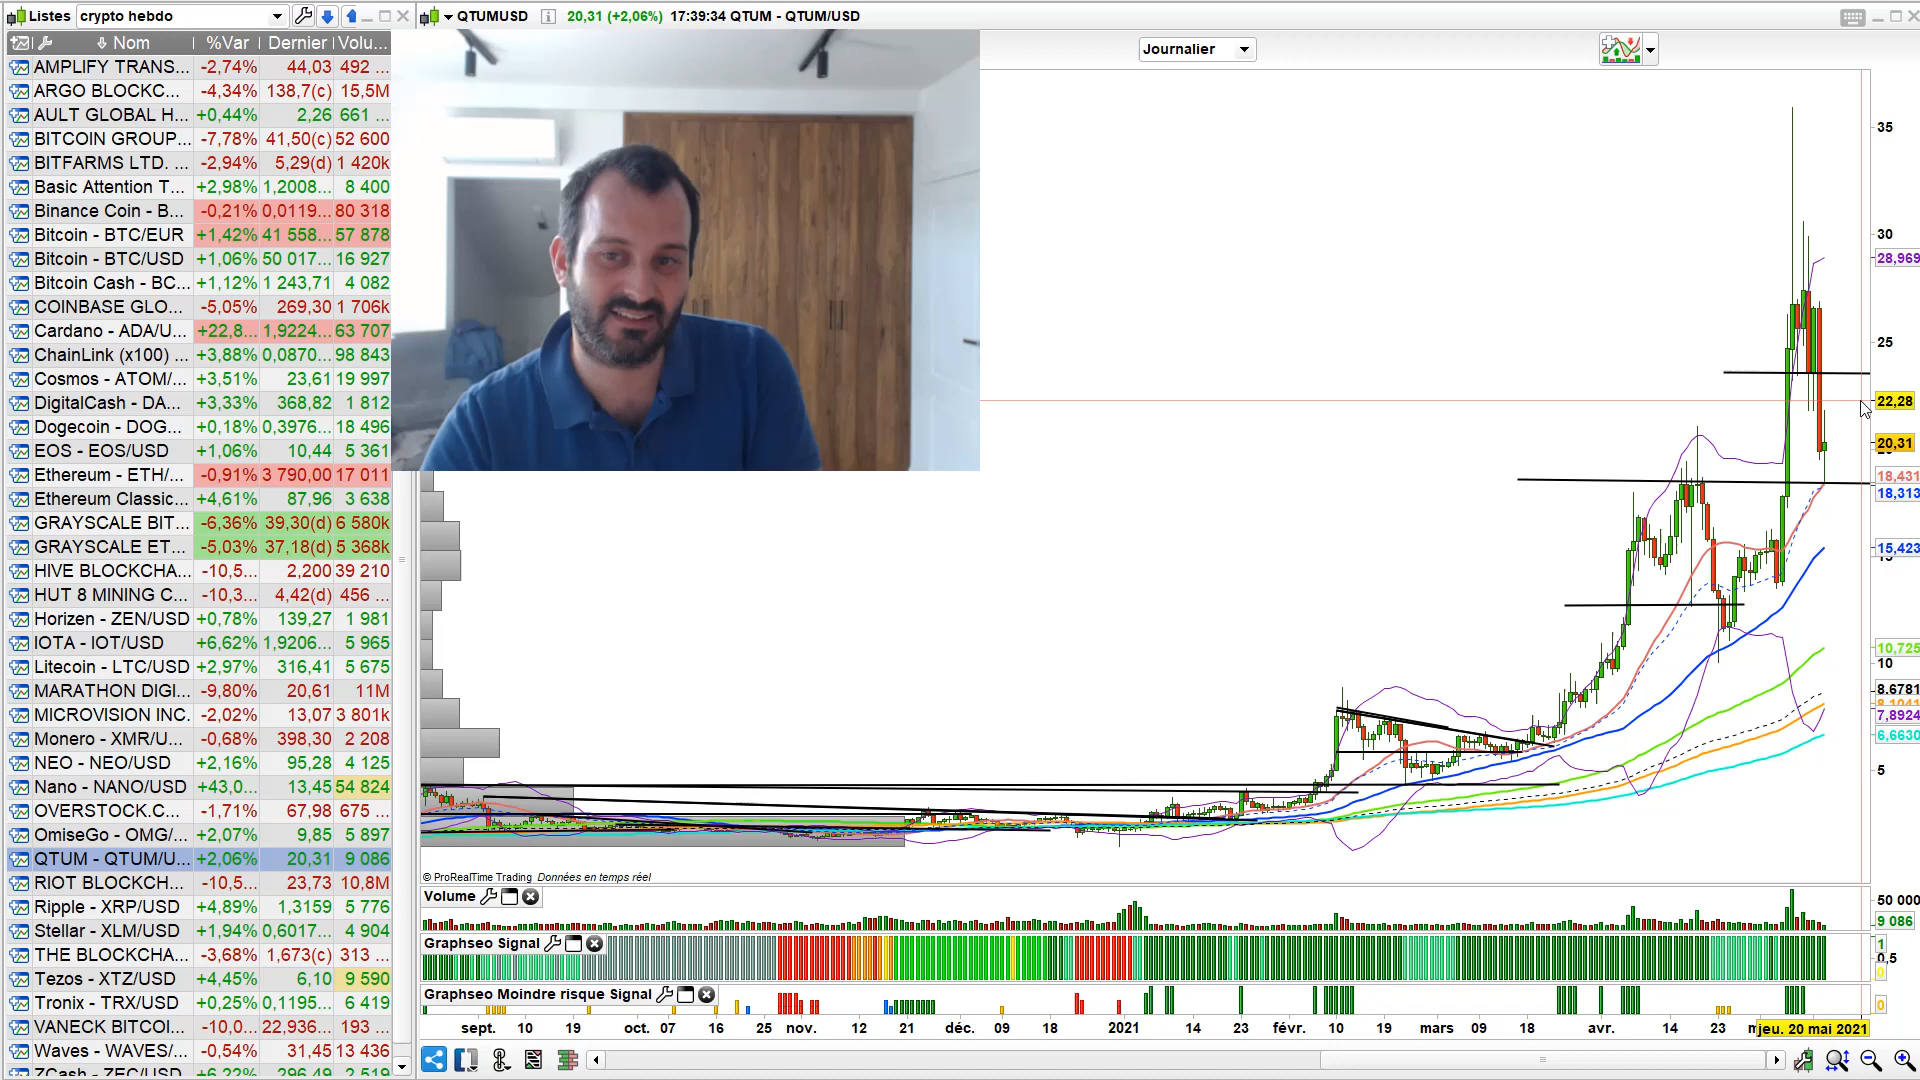 Listes crypto hebdo
QTUMUSD 20,31 (+2,06%) 17:39:34 QTUM - QTUM/USD
Nom %Var Dernier Volu...
AMPLIFY TRANS... -2,74% 44,03 492 ...
ARGO BLOCKC... -4,34% 138,7(c) 15,5M
AULT GLOBAL H... +0,44% 2,26 661 ...
BITCOIN GROUP... -7,78% 41,50(c) 52 600
BITFARMS LTD. ... -2,94% 5,29(d) 1 420k
Basic Attention T... +2,98% 1,2008... 8 400
Binance Coin - B... -0,21% 0,0119... 80 318
Bitcoin - BTC/EUR +1,42% 41 558... 57 878
Bitcoin - BTC/USD +1,06% 50 017... 16 927
Bitcoin Cash - BC... +1,12% 1 243,71 4 082
COINBASE GLO... -5,05% 269,30 1 706k
Cardano - ADA/U... +22,8... 1,9224... 63 707
ChainLink (x100) ... +3,88% 0,0870... 98 843
Cosmos - ATOM/... +3,51% 23,61 19 997
DigitalCash - DA... +3,33% 368,82 1 812
Dogecoin - DOG... +0,18% 0,3976... 18 496
EOS - EOS/USD +1,06% 10,44 5 361
Ethereum - ETH/... -0,91% 3 790,00 17 011
Ethereum Classic... +4,61% 87,96 3 638
GRAYSCALE BIT... -6,36% 39,30(d) 6 580k
GRAYSCALE ET... -5,03% 37,18(d) 5 368k
HIVE BLOCKCHA... -10,5... 2,200 39 210
HUT 8 MINING C... -10,3... 4,42(d) 456 ...
Horizen - ZEN/USD +0,78% 139,27 1 981
IOTA - IOT/USD +6,62% 1,9206... 5 965
Litecoin - LTC/USD +2,97% 316,41 5 675
MARATHON DIGI... -9,80% 20,61 11M
MICROVISION INC. -2,02% 13,07 3 801k
Monero - XMR/U... -0,68% 398,30 2 208
NEO - NEO/USD +2,16% 95,28 4 125
Nano - NANO/USD +43,0... 13,45 54 824
OVERSTOCK.C... -1,71% 67,98 675 ...
OmiseGo - OMG/... +2,07% 9,85 5 897
QTUM - QTUM/U... +2,06% 20,31 9 086
RIOT BLOCKCH... -10,5... 23,73 10,8M
Ripple - XRP/USD +4,89% 1,3159 5 776
Stellar - XLM/USD +1,94% 0,6017... 4 904
THE BLOCKCHA... -3,68% 1,673(c) 313 ...
Tezos - XTZ/USD +4,45% 6,10 9 590
Tronix - TRX/USD +0,25% 0,1195... 6 419
VANECK BITCOI... -10,0... 22,936... 193 ...
Waves - WAVES/... -0,54% 31,45 13 436
ZCash - ZEC/USD +6,22% 296,49 2 519
Journalier
35
30
28,969
25
22,28
20,31
18,431
18,313
15,423
10,725
10
8.6781
7,8924
6,6630
5
© ProRealTime Trading Données en temps réel
Volume
50 000
9 086
Graphseo Signal
1
0,5
0
Graphseo Moindre risque Signal
0
sept. 10 19 oct. 07 16 25 nov. 12 21 déc. 09 18 2021 14 23 févr. 10 19 mars 09 18 avr. 14 23 jeu. 20 mai 2021